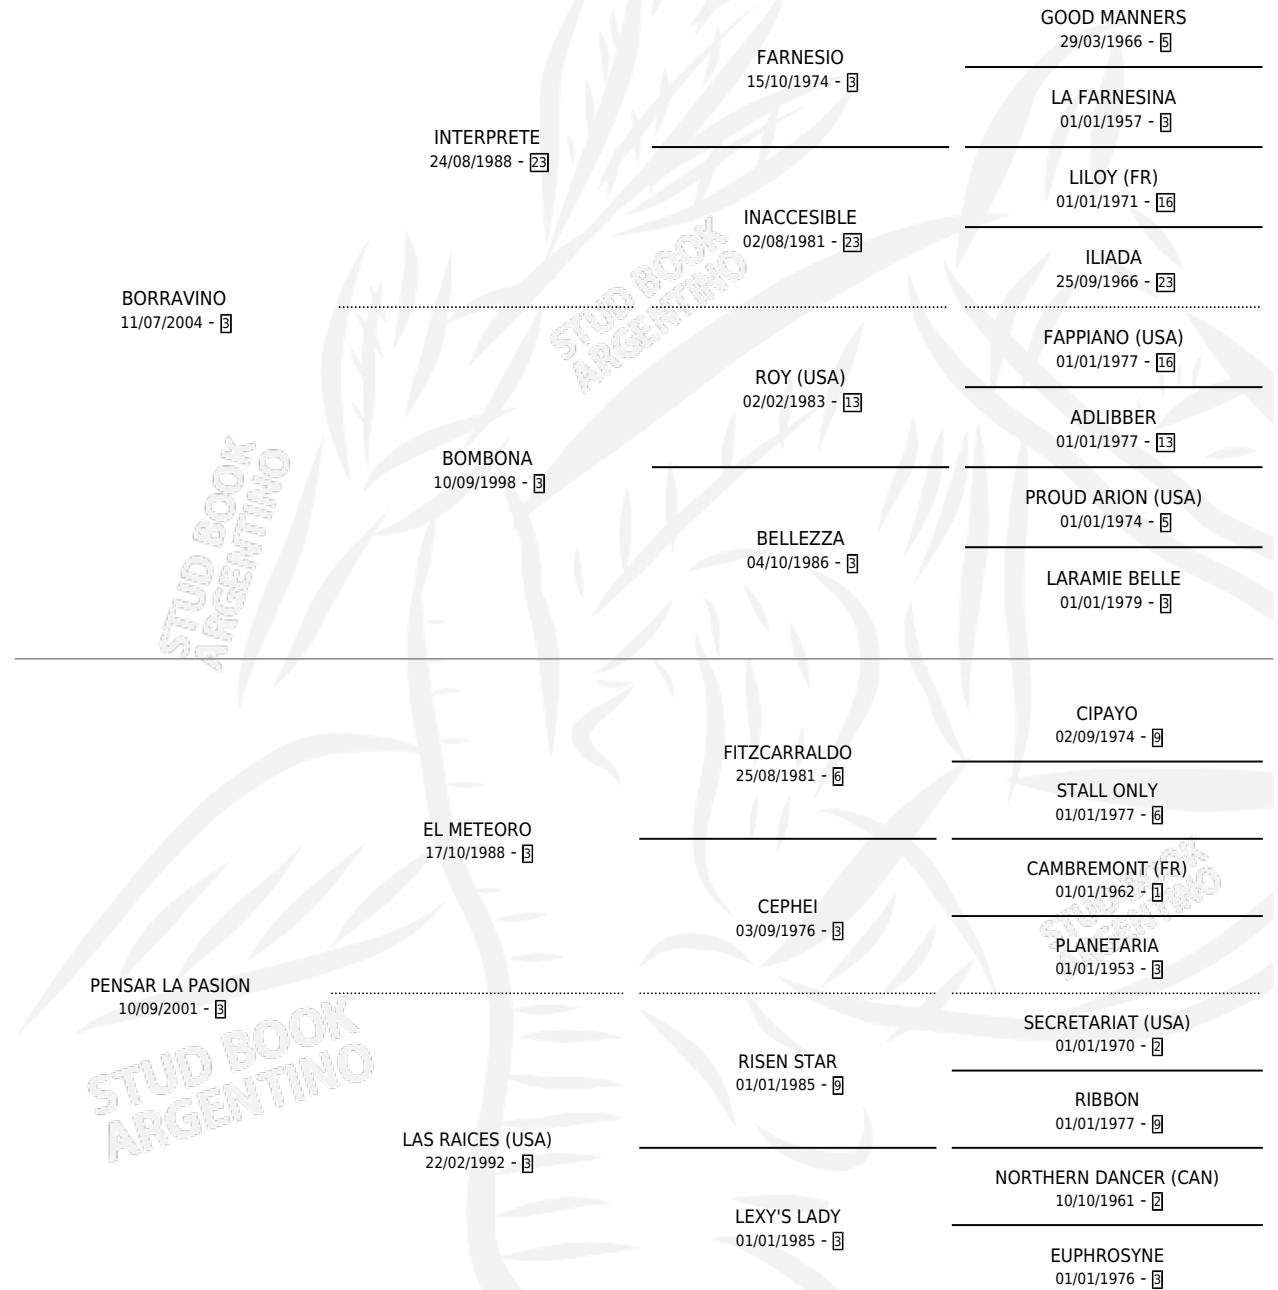 GOOD MANNERS
29/03/1966 - 5
FARNESIO
15/10/1974 - 3
LA FARNESINA
01/01/1957 - 3
INTERPRETE
24/08/1988 - 23
LILOY (FR)
01/01/1971 - 16
INACCESIBLE
02/08/1981 - 23
ILIADA
25/09/1966 - 23
BORRAVINO
11/07/2004 - 3
FAPPIANO (USA)
01/01/1977 - 16
ROY (USA)
02/02/1983 - 13
ADLIBBER
01/01/1977 - 13
BOMBONA
10/09/1998 - 3
PROUD ARION (USA)
01/01/1974 - 5
BELLEZZA
04/10/1986 - 3
LARAMIE BELLE
01/01/1979 - 3
STUD BOOK
ARGENTINO
STUD BOOK
ARGENTINO
CIPAYO
02/09/1974 - 9
FITZCARRALDO
25/08/1981 - 6
STALL ONLY
01/01/1977 - 6
EL METEORO
17/10/1988 - 3
CAMBREMONT (FR)
01/01/1962 - 1
CEPHEI
03/09/1976 - 3
PLANETARIA
01/01/1953 - 3
PENSAR LA PASION
10/09/2001 - 3
SECRETARIAT (USA)
01/01/1970 - 2
RISEN STAR
01/01/1985 - 9
RIBBON
01/01/1977 - 9
LAS RAICES (USA)
22/02/1992 - 3
NORTHERN DANCER (CAN)
10/10/1961 - 2
LEXY'S LADY
01/01/1985 - 3
EUPHROSYNE
01/01/1976 - 3
STUD BOOK
ARGENTINO
STUD BOOK
ARGENTINO